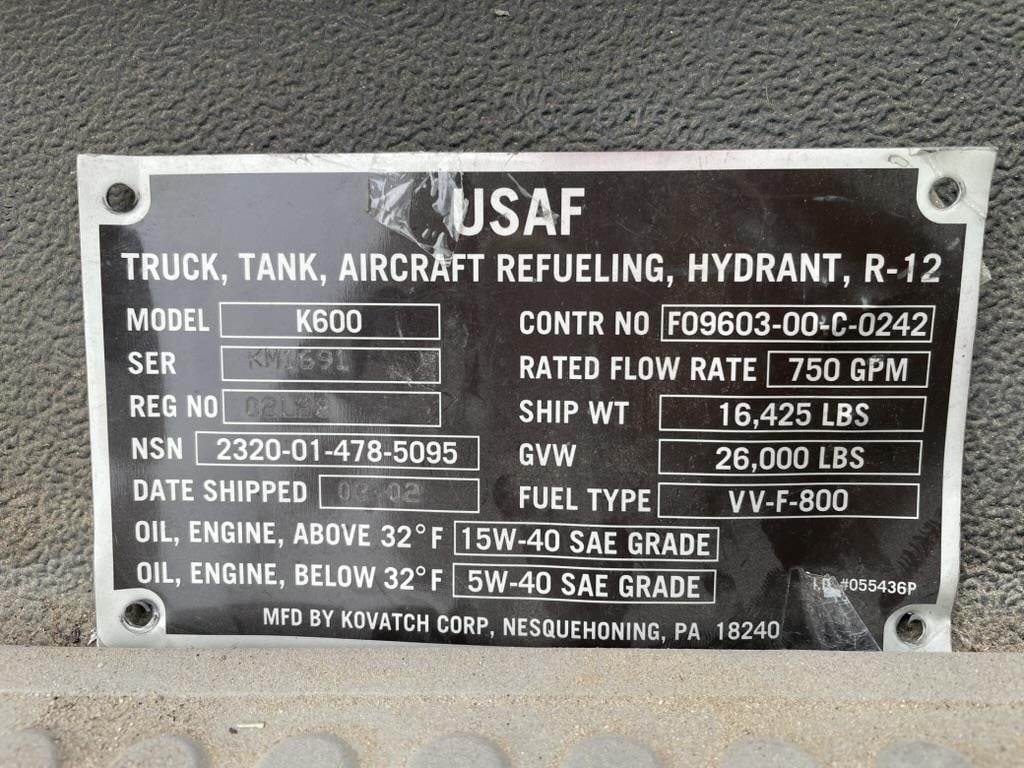 USAF
TRUCK, TANK, AIRCRAFT REFUELING, HYDRANT, R-12
MODEL K600 CONTR NO F09603-00-C-0242
SER KM1691 RATED FLOW RATE 750 GPM
REG NO SHIP WT 16,425 LBS
NSN 2320-01-478-5095 GVW 26,000 LBS
DATE SHIPPED FUEL TYPE VV-F-800
OIL, ENGINE, ABOVE 32°F 15W-40 SAE GRADE
OIL, ENGINE, BELOW 32°F 5W-40 SAE GRADE
I.D. #055436P
MFD BY KOVATCH CORP, NESQUEHONING, PA 18240